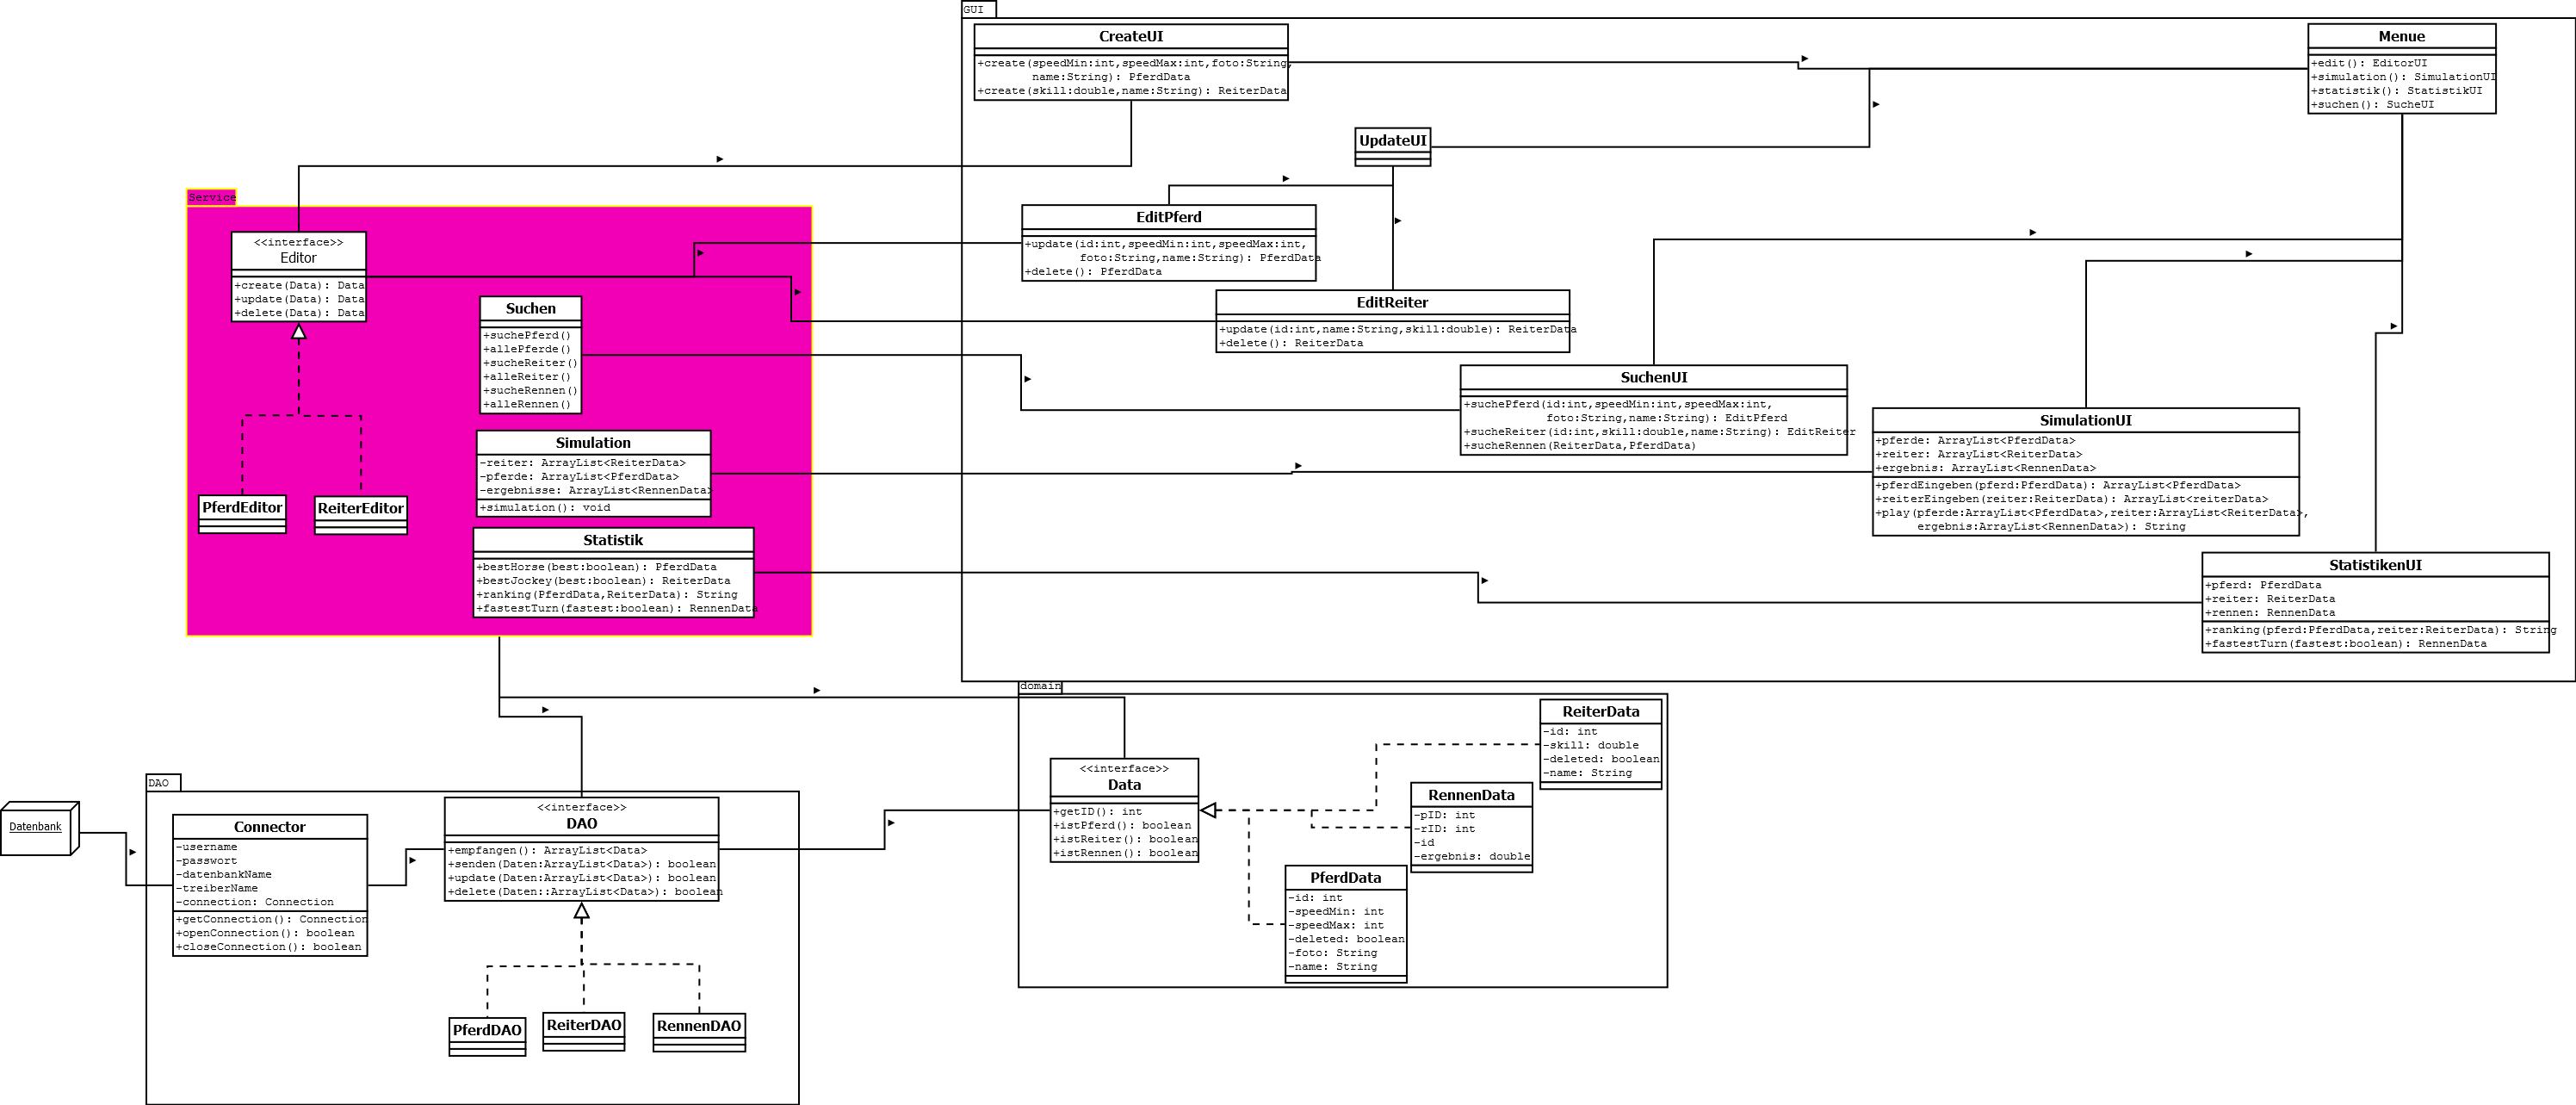 GUI
CreateUI
+create(speedMin:int,speedMax:int,foto:String,
name:String): PferdData
+create(skill:double,name:String): ReiterData
Menue
+edit(): EditorUI
+simulation(): SimulationUI
+statistik(): StatistikUI
+suchen(): SucheUI
UpdateUI
EditPferd
+update(id:int,speedMin:int,speedMax:int,
foto:String,name:String): PferdData
+delete(): PferdData
EditReiter
+update(id:int,name:String,skill:double): ReiterData
+delete(): ReiterData
SuchenUI
+suchePferd(id:int,speedMin:int,speedMax:int,
foto:String,name:String): EditPferd
+sucheReiter(id:int,skill:double,name:String): EditReiter
+sucheRennen(ReiterData,PferdData)
SimulationUI
+pferde: ArrayList<PferdData>
+reiter: ArrayList<ReiterData>
+ergebnis: ArrayList<RennenData>
+pferdEingeben(pferd:PferdData): ArrayList<PferdData>
+reiterEingeben(reiter:ReiterData): ArrayList<reiterData>
+play(pferde:ArrayList<PferdData>,reiter:ArrayList<ReiterData>,
ergebnis:ArrayList<RennenData>): String
StatistikenUI
+pferd: PferdData
+reiter: ReiterData
+rennen: RennenData
+ranking(pferd:PferdData,reiter:ReiterData): String
+fastestTurn(fastest:boolean): RennenData
Service
<<interface>>
Editor
+create(Data): Data
+update(Data): Data
+delete(Data): Data
Suchen
+suchePferd()
+allePferde()
+sucheReiter()
+alleReiter()
+sucheRennen()
+alleRennen()
Simulation
-reiter: ArrayList<ReiterData>
-pferde: ArrayList<PferdData>
-ergebnisse: ArrayList<RennenData>
+simulation(): void
PferdEditor
ReiterEditor
Statistik
+bestHorse(best:boolean): PferdData
+bestJockey(best:boolean): ReiterData
+ranking(PferdData,ReiterData): String
+fastestTurn(fastest:boolean): RennenData
domain
ReiterData
-id: int
-skill: double
-deleted: boolean
-name: String
<<interface>>
Data
+getID(): int
+istPferd(): boolean
+istReiter(): boolean
+istRennen(): boolean
RennenData
-pID: int
-rID: int
-id
-ergebnis: double
PferdData
-id: int
-speedMin: int
-speedMax: int
-deleted: boolean
-foto: String
-name: String
DAO
Datenbank
Connector
-username
-passwort
-datenbankName
-treiberName
-connection: Connection
+getConnection(): Connection
+openConnection(): boolean
+closeConnection(): boolean
<<interface>>
DAO
+empfangen(): ArrayList<Data>
+senden(Daten:ArrayList<Data>): boolean
+update(Daten:ArrayList<Data>): boolean
+delete(Daten::ArrayList<Data>): boolean
PferdDAO
ReiterDAO
RennenDAO